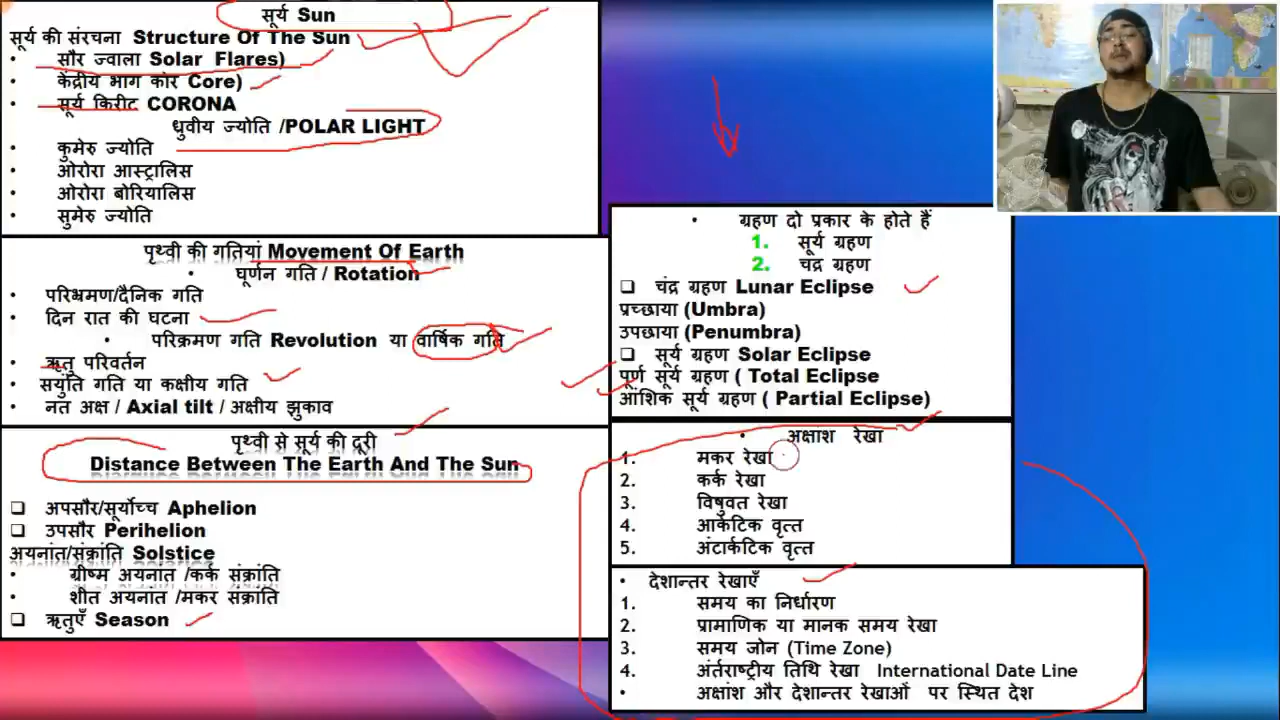 सूर्य Sun
सूर्य की संरचना Structure Of The Sun
• सौर ज्वाला Solar Flares)
• केंद्रीय भाग कोर Core)
• सूर्य किरीट CORONA
धुवीय ज्योति /POLAR LIGHT
• कुमेरु ज्योति
• ओरोरा आस्ट्रालिस
• ओरोरा बोरियालिस
• सुमेरु ज्योति
पृथ्वी की गतियां Movement Of Earth
• घूर्णन गति / Rotation
• परिभ्रमण/दैनिक गति
• दिन रात की घटना
• परिक्रमण गति Revolution या वार्षिक गति
• ऋतु परिवर्तन
• सयुंति गति या कक्षीय गति
• नत अक्ष / Axial tilt / अक्षीय झुकाव
पृथ्वी से सूर्य की दूरी
Distance Between The Earth And The Sun
❑ अपसौर/सूर्योच्च Aphelion
❑ उपसौर Perihelion
अयनांत/संक्रांति Solstice
• ग्रीष्म अयनांत /कर्क संक्रांति
• शीत अयनांत /मकर संक्रांति
❑ ऋतुएँ Season
• ग्रहण दो प्रकार के होते हैं
1. सूर्य ग्रहण
2. चद्र ग्रहण
❑ चंद्र ग्रहण Lunar Eclipse
प्रच्छाया (Umbra)
उपछाया (Penumbra)
❑ सूर्य ग्रहण Solar Eclipse
पूर्ण सूर्य ग्रहण ( Total Eclipse
आंशिक सूर्य ग्रहण ( Partial Eclipse)
• अक्षाश रेखा
1. मकर रेखा
2. कर्क रेखा
3. विषुवत रेखा
4. आर्कटिक वृत्त
5. अंटार्कटिक वृत्त
• देशान्तर रेखाएँ
1. समय का निर्धारण
2. प्रामाणिक या मानक समय रेखा
3. समय जोन (Time Zone)
4. अंर्तराष्ट्रीय तिथि रेखा International Date Line
• अक्षांश और देशान्तर रेखाओं पर स्थित देश